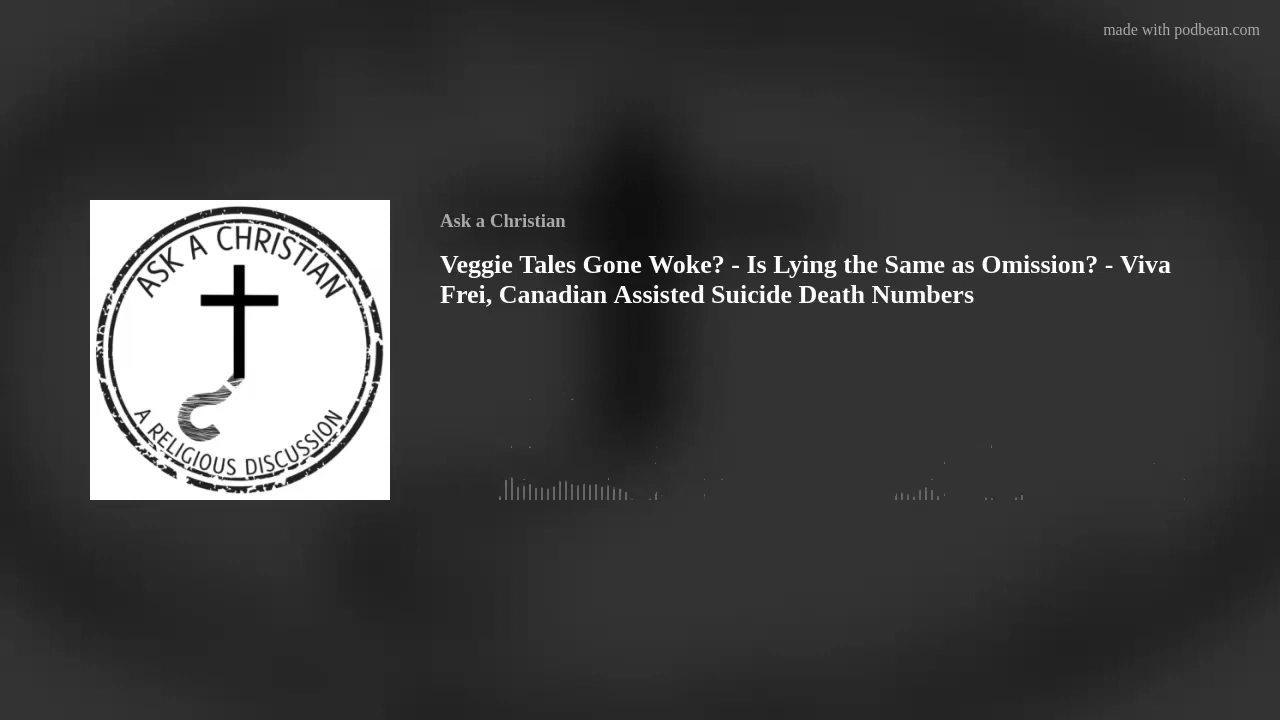 made with podbean.com
ASK A CHRISTIAN
A RELIGIOUS DISCUSSION
Ask a Christian
Veggie Tales Gone Woke? - Is Lying the Same as Omission? - Viva
Frei, Canadian Assisted Suicide Death Numbers